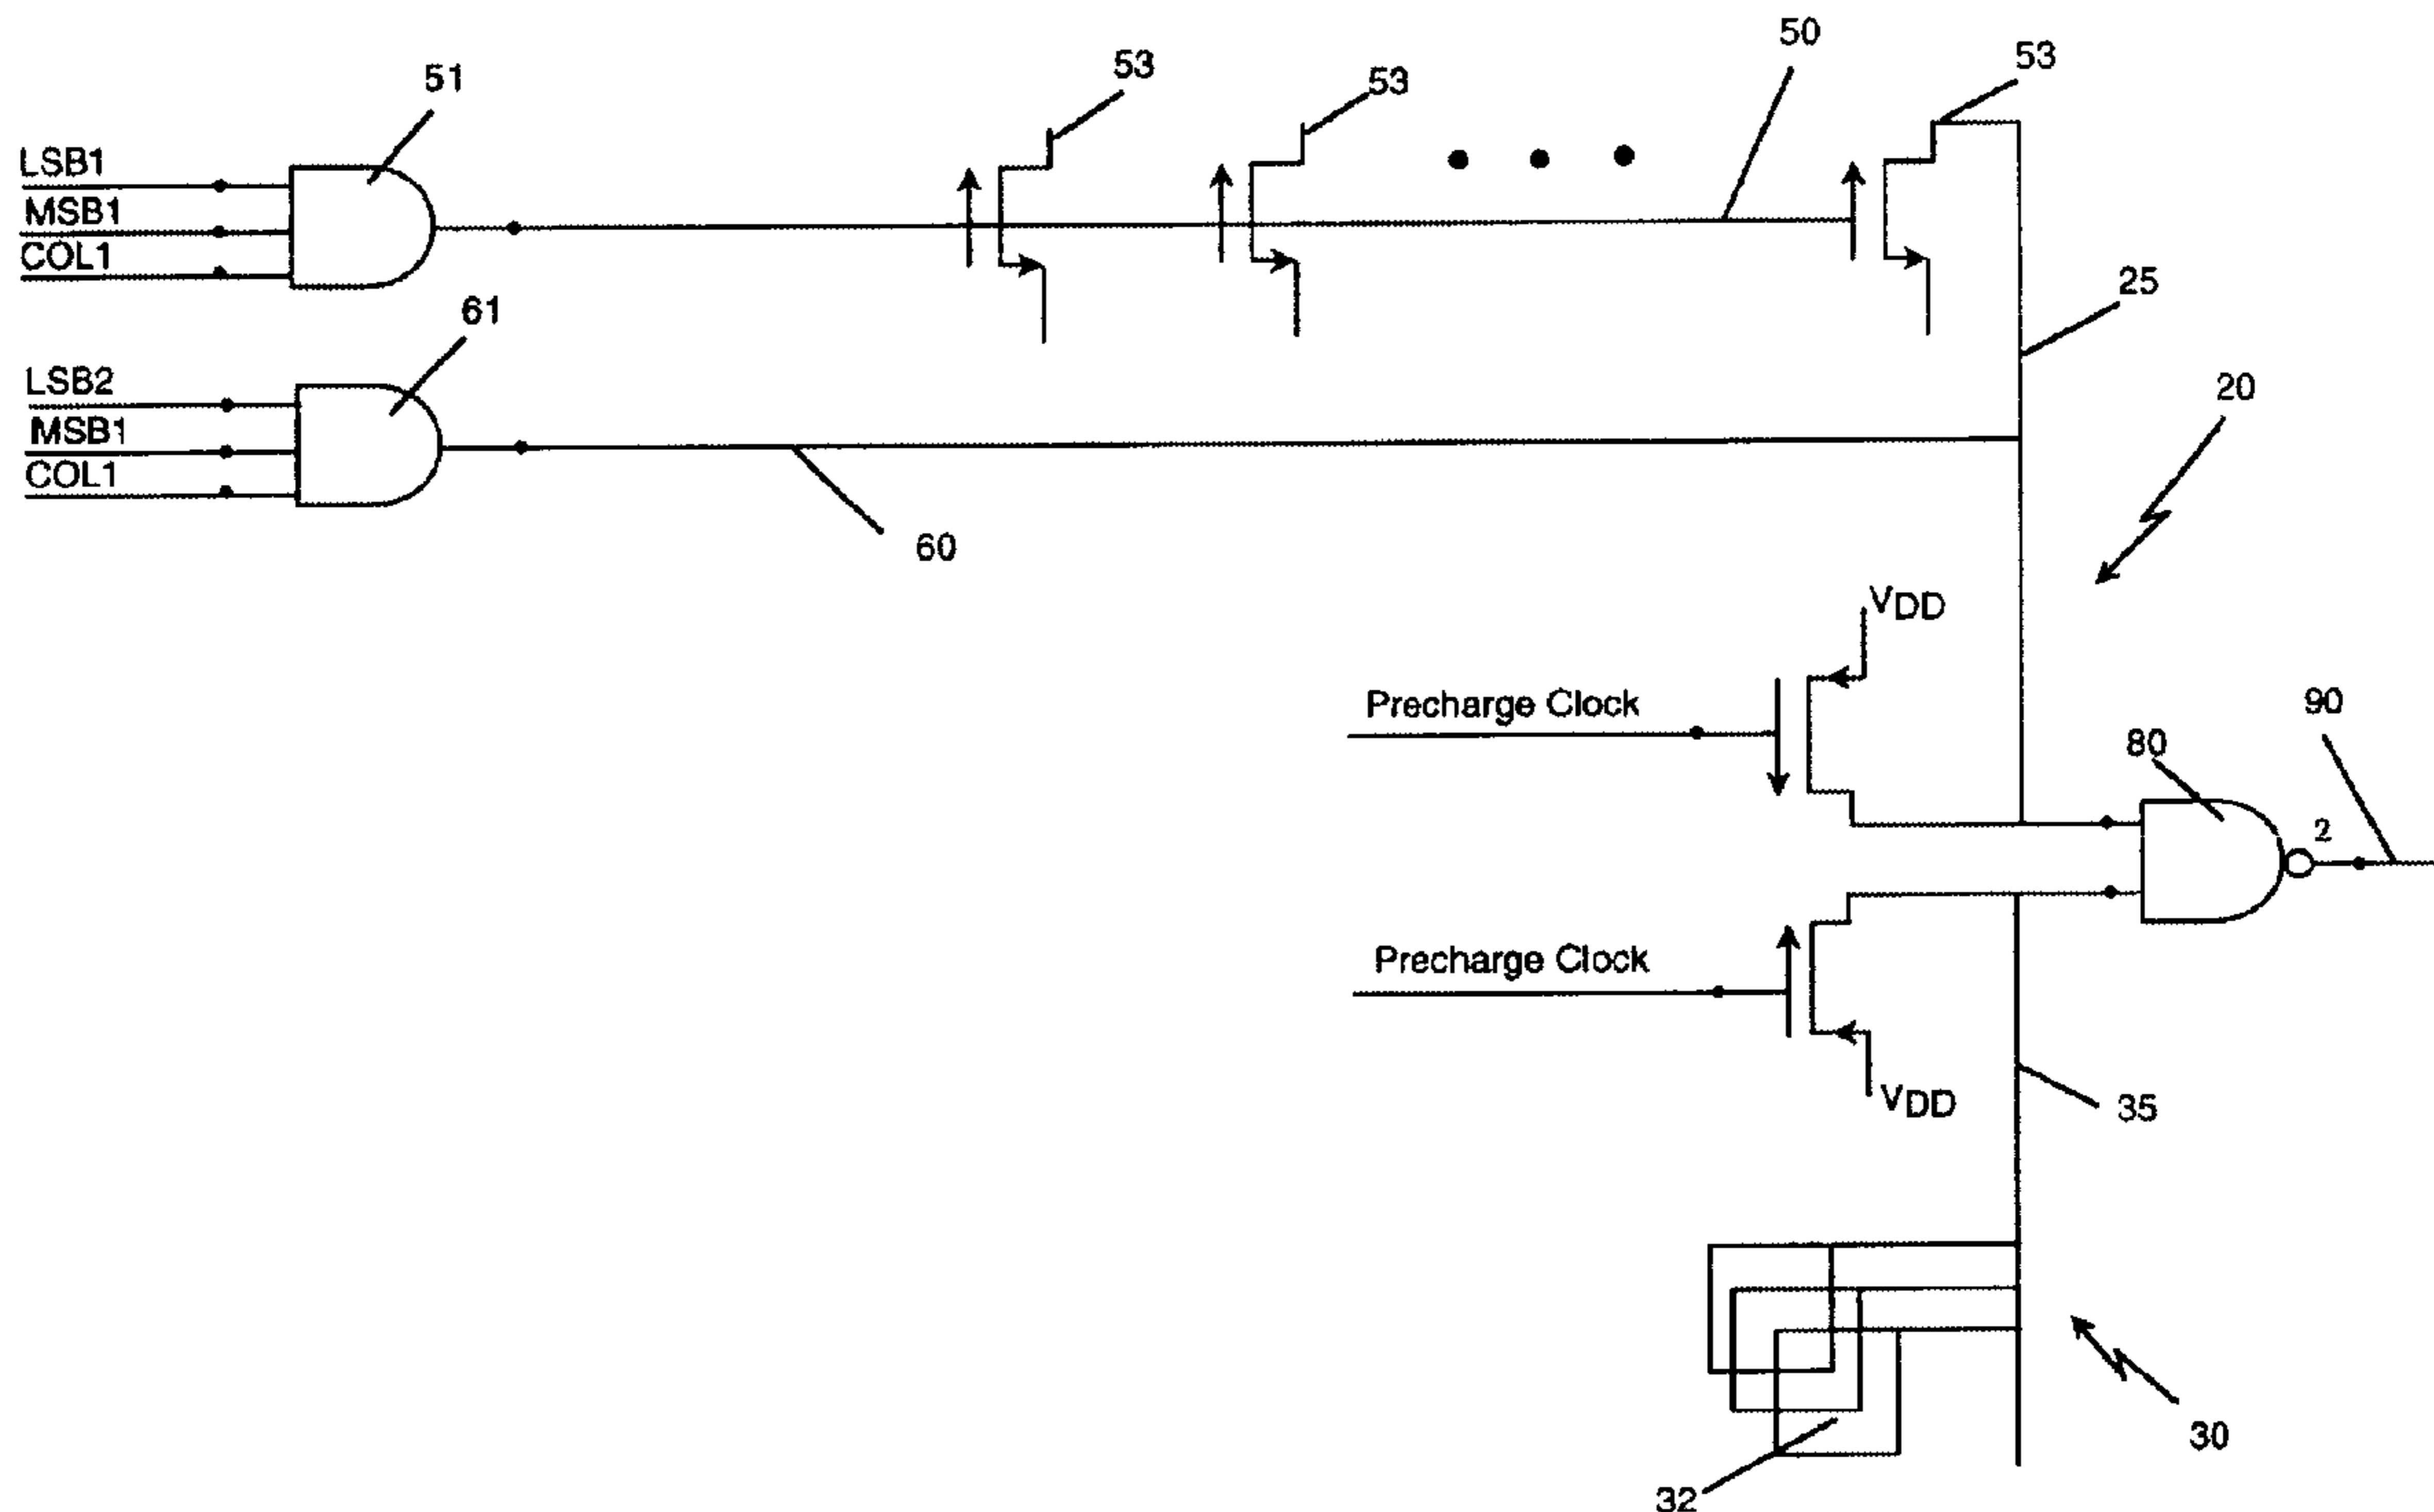 50
53
53
53
51
LSB1
MSB1
COL1
25
61
LSB2
MSB1
COL1
20
60
VDD
Precharge Clock
90
80
2
Precharge Clock
VDD
35
30
32